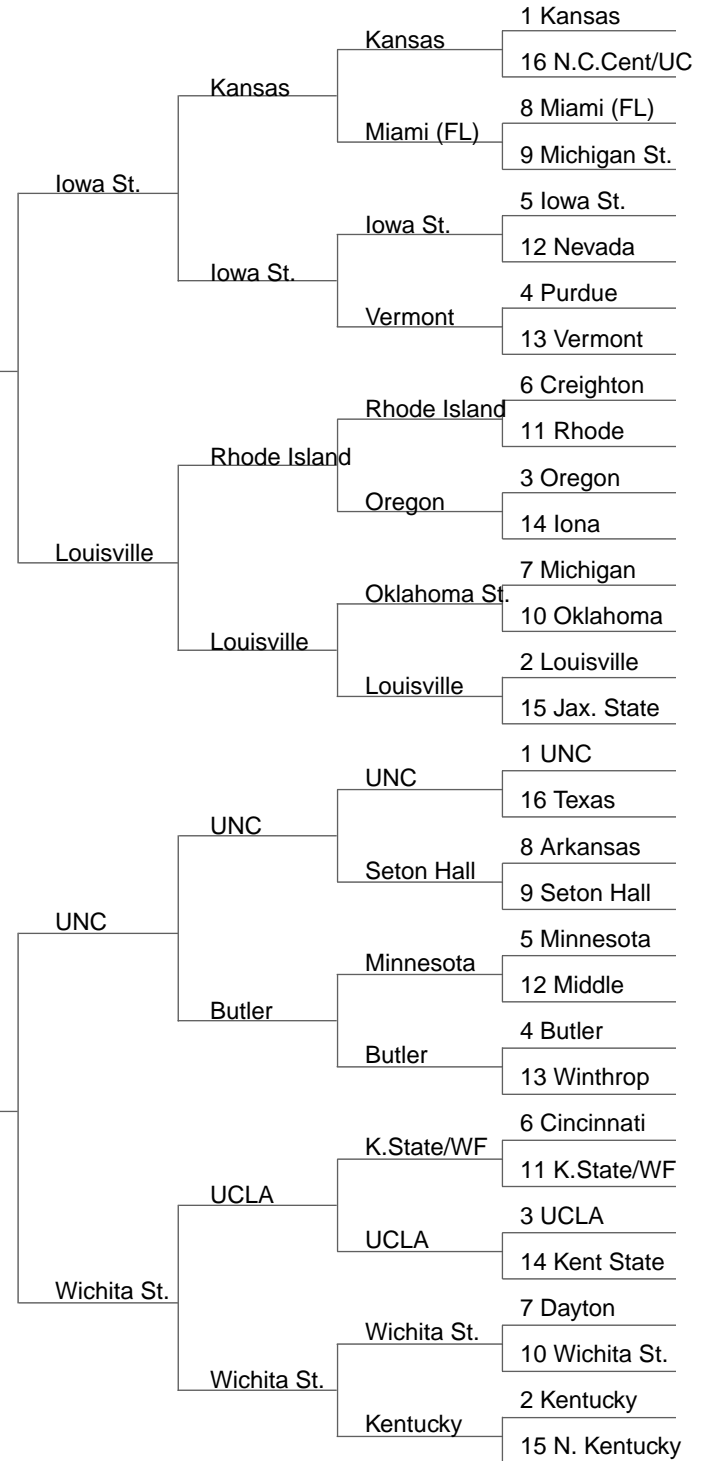 1 Kansas
Kansas
16 N.C.Cent/UC
Kansas
8 Miami (FL)
Miami (FL)
9 Michigan St.
Iowa St.
5 Iowa St.
Iowa St.
12 Nevada
Iowa St.
4 Purdue
Vermont
13 Vermont
6 Creighton
Rhode Island
11 Rhode
Rhode Island
3 Oregon
Oregon
14 Iona
Louisville
7 Michigan
Oklahoma St.
10 Oklahoma
Louisville
2 Louisville
Louisville
15 Jax. State
1 UNC
UNC
16 Texas
UNC
8 Arkansas
Seton Hall
9 Seton Hall
UNC
5 Minnesota
Minnesota
12 Middle
Butler
4 Butler
Butler
13 Winthrop
6 Cincinnati
K.State/WF
11 K.State/WF
UCLA
3 UCLA
UCLA
14 Kent State
Wichita St.
7 Dayton
Wichita St.
10 Wichita St.
Wichita St.
2 Kentucky
Kentucky
15 N. Kentucky